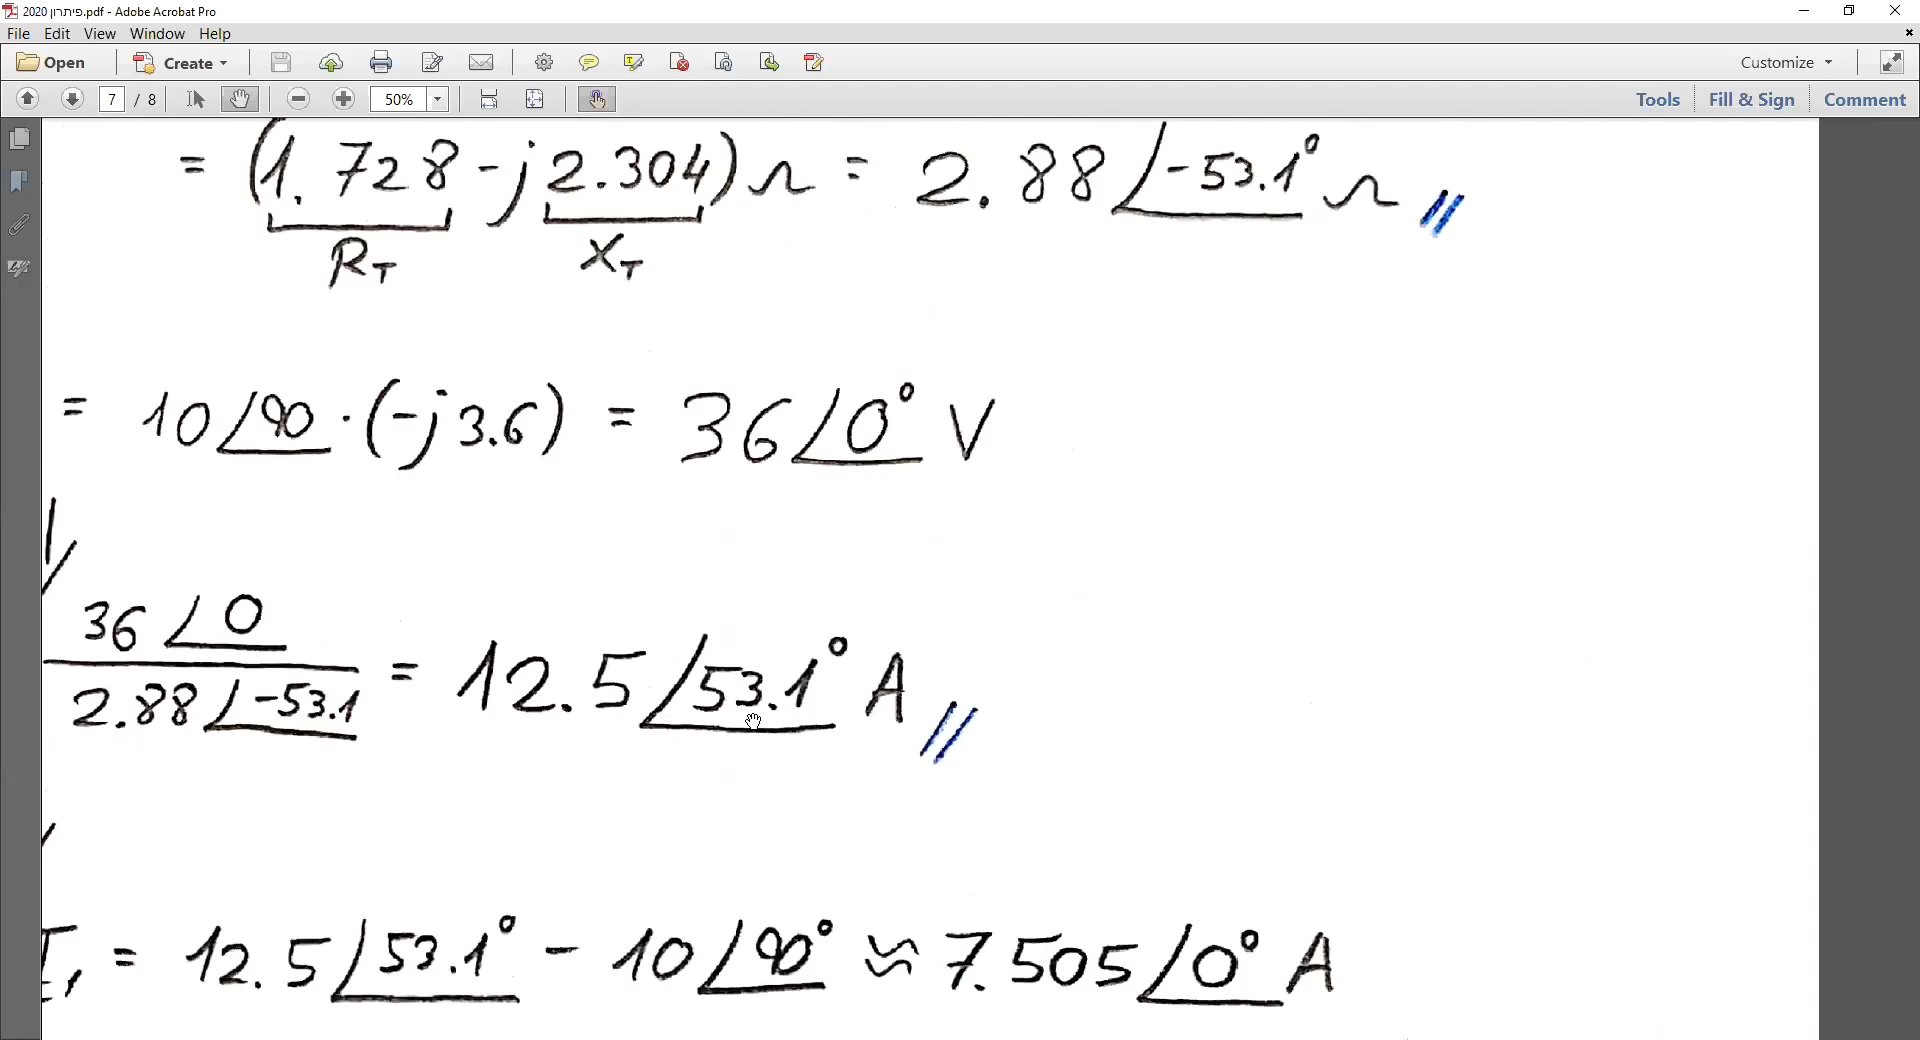 2020 פיתרון.pdf - Adobe Acrobat Pro
File Edit View Window Help
Open Create Customize
7 / 8 50% Tools Fill & Sign Comment
= (1.728 - j2.304)Ω = 2.88∠-53.1° Ω
R_T X_T
= 10∠90 · (-j3.6) = 36∠0° V
36∠0
= 12.5∠53.1° A
2.88∠-53.1
I₁ = 12.5∠53.1° - 10∠90° ≈ 7.505∠0° A